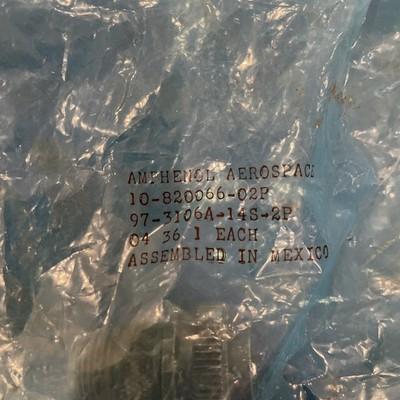 AMPHENOL AEROSPACE
10-820066-02P
97-3106A-14S-2P
04 36 1 EACH
ASSEMBLED IN MEXICO